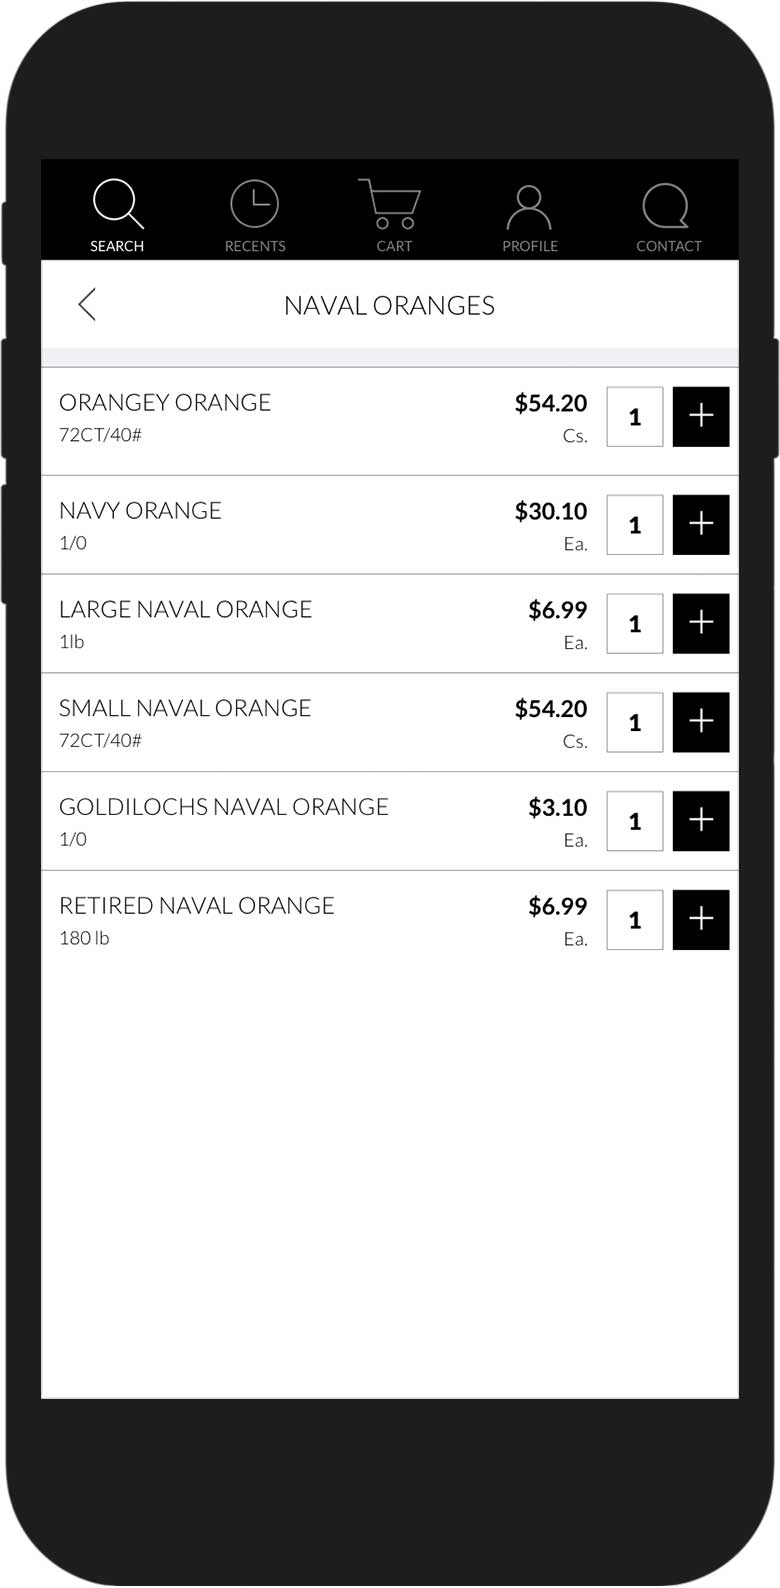 SEARCH RECENTS CART PROFILE CONTACT
NAVAL ORANGES
ORANGEY ORANGE $54.20 1 +
72CT/40# Cs.
NAVY ORANGE $30.10 1 +
1/0 Ea.
LARGE NAVAL ORANGE $6.99 1 +
1lb Ea.
SMALL NAVAL ORANGE $54.20 1 +
72CT/40# Cs.
GOLDILOCHS NAVAL ORANGE $3.10 1 +
1/0 Ea.
RETIRED NAVAL ORANGE $6.99 1 +
180 lb Ea.